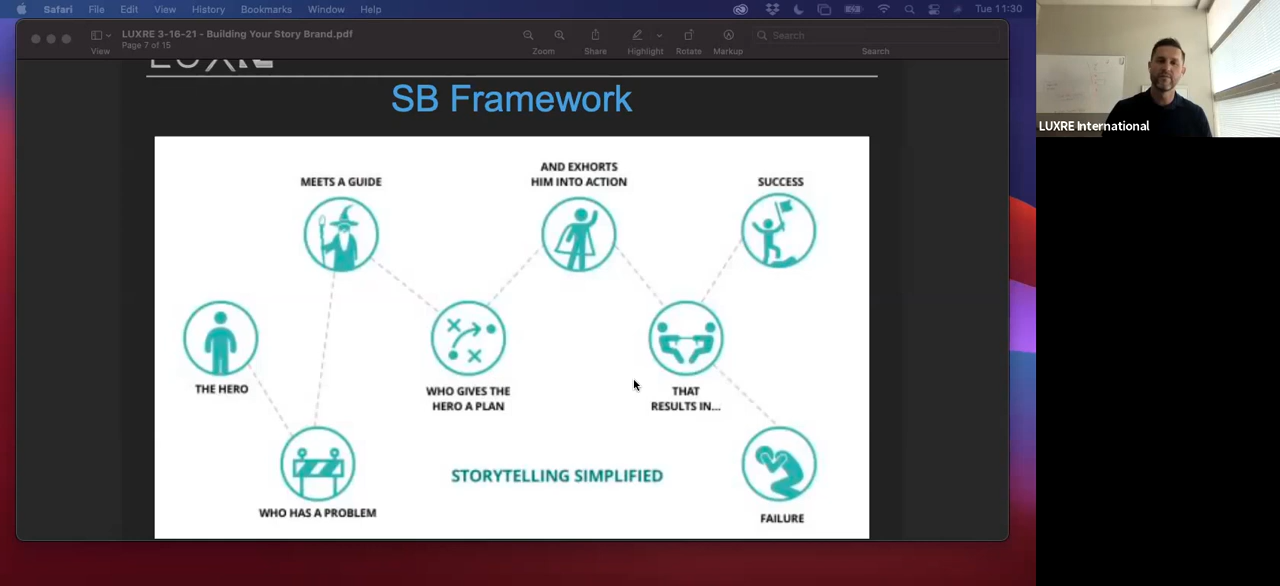 Safari File Edit View History Bookmarks Window Help Tue 11:30
LUXRE 3-16-21 - Building Your Story Brand.pdf
Page 7 of 15
View Zoom Share Highlight Rotate Markup Search
Search
LUXRE
SB Framework
MEETS A GUIDE
AND EXHORTS
HIM INTO ACTION
SUCCESS
THE HERO
WHO GIVES THE
HERO A PLAN
THAT
RESULTS IN...
STORYTELLING SIMPLIFIED
WHO HAS A PROBLEM
FAILURE
LUXRE International